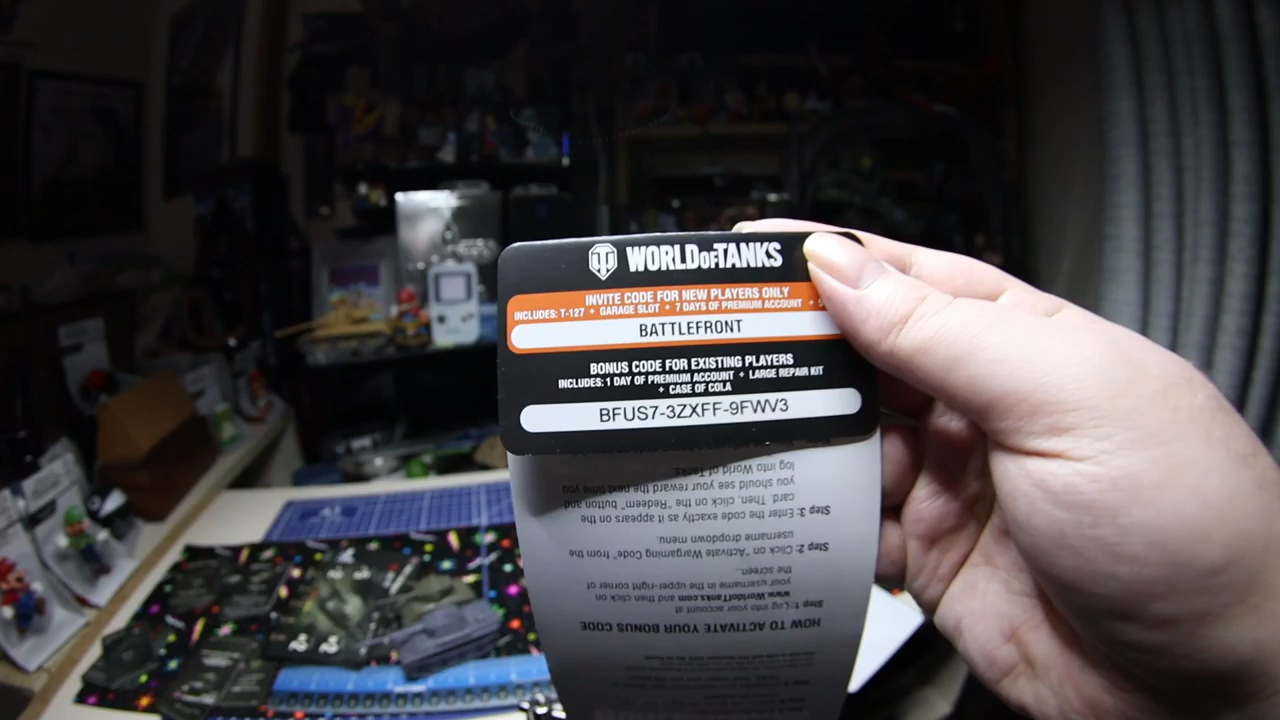 WORLD OF TANKS
INVITE CODE FOR NEW PLAYERS ONLY
INCLUDES: T-127 + GARAGE SLOT + 7 DAYS OF PREMIUM ACCOUNT +
BATTLEFRONT
BONUS CODE FOR EXISTING PLAYERS
INCLUDES: 1 DAY OF PREMIUM ACCOUNT + LARGE REPAIR KIT
+ CASE OF COLA
BFUS7-3ZXFF-9FWV3
HOW TO ACTIVATE YOUR BONUS CODE
Step 1: Log into your account at
www.WorldofTanks.com and then click on
your username in the upper-right corner of
the screen.
Step 2: Click on "Activate Wargaming Code" from the
username dropdown menu.
Step 3: Enter the code exactly as it appears on the
card. Then, click on the "Redeem" button and
you should see your reward the next time you
log into World of Tanks.